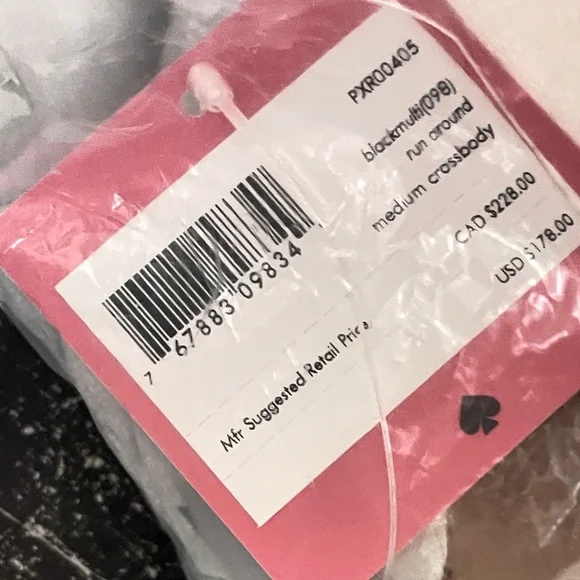 PXR00405
blackmulti(098)
run around
medium crossbody
CAD $228.00
USD $178.00
7 67883 09834
Mfr Suggested Retail Price